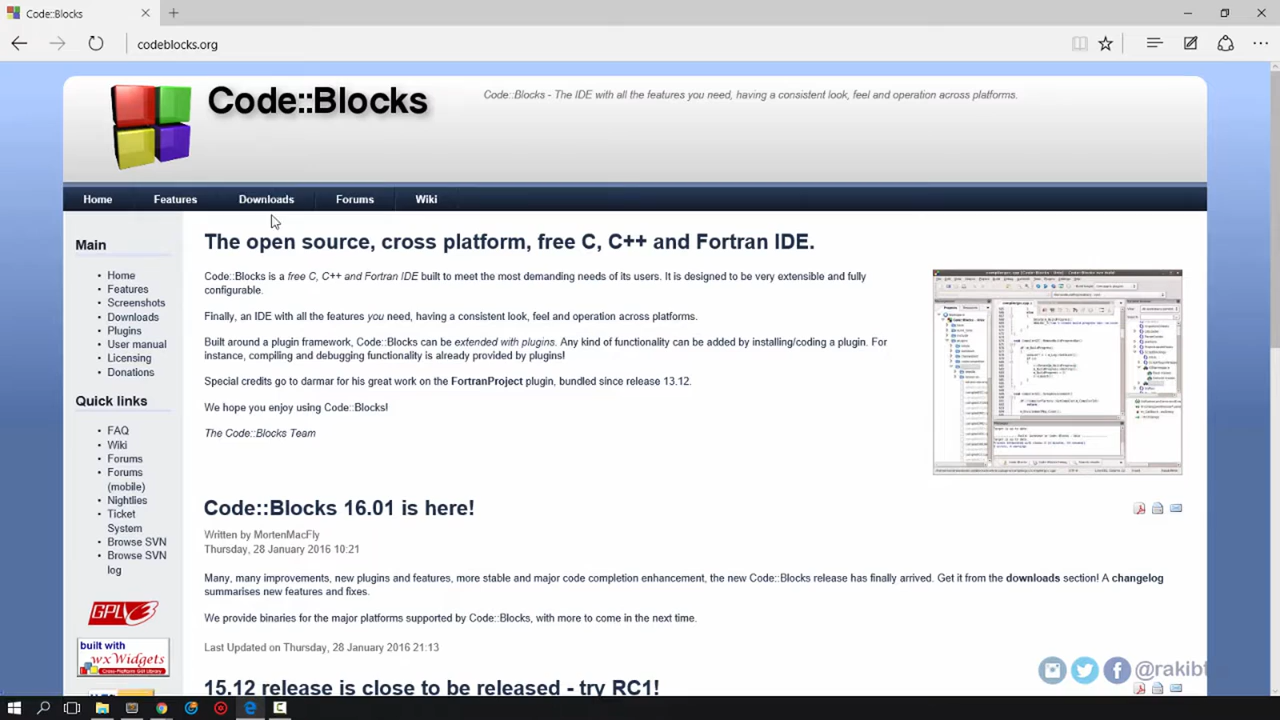 Code::Blocks
codeblocks.org
Code::Blocks
Code::Blocks - The IDE with all the features you need, having a consistent look, feel and operation across platforms.
Home Features Downloads Forums Wiki
Main
Home
Features
Screenshots
Downloads
Plugins
User manual
Licensing
Donations
Quick links
FAQ
Wiki
Forums
Forums
(mobile)
Nightlies
Ticket
System
Browse SVN
Browse SVN
log
GPLv3
built with
wxWidgets
Cross-Platform GUI Library
The open source, cross platform, free C, C++ and Fortran IDE.
Code::Blocks is a free C, C++ and Fortran IDE built to meet the most demanding needs of its users. It is designed to be very extensible and fully
configurable.
Finally, an IDE with all the features you need, having a consistent look, feel and operation across platforms.
Built around a plugin framework, Code::Blocks can be extended with plugins. Any kind of functionality can be added by installing/coding a plugin. For
instance, compiling and debugging functionality is already provided by plugins!
Special credits go to darmar for his great work on the FortranProject plugin, bundled since release 13.12.
We hope you enjoy using Code::Blocks!
The Code::Blocks Team
Code::Blocks 16.01 is here!
Written by MortenMacFly
Thursday, 28 January 2016 10:21
Many, many improvements, new plugins and features, more stable and major code completion enhancement, the new Code::Blocks release has finally arrived. Get it from the downloads section! A changelog
summarises new features and fixes.
We provide binaries for the major platforms supported by Code::Blocks, with more to come in the next time.
Last Updated on Thursday, 28 January 2016 21:13
15.12 release is close to be released - try RC1!